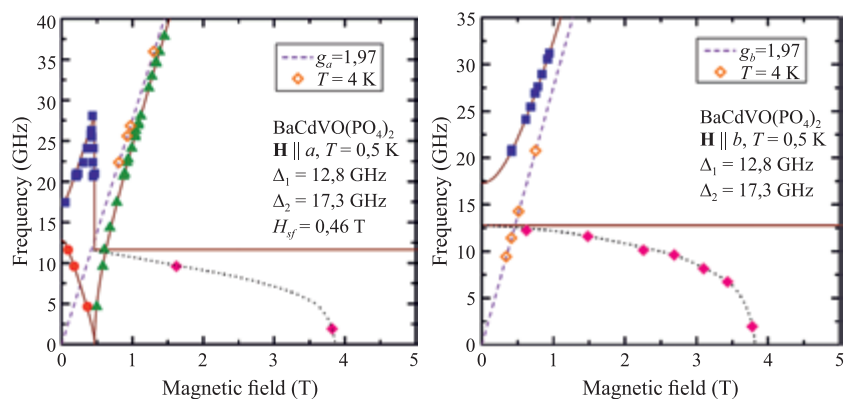 40
35
30
25
20
15
10
5
0
Frequency (GHz)
g_a=1,97
T = 4 K
BaCdVO(PO₄)₂
H || a, T = 0,5 K
Δ₁ = 12,8 GHz
Δ₂ = 17,3 GHz
H_sf = 0,46 T
0 1 2 3 4 5
Magnetic field (T)
35
30
25
20
15
10
5
0
Frequency (GHz)
g_b=1,97
T = 4 K
BaCdVO(PO₄)₂
H || b, T = 0,5 K
Δ₁ = 12,8 GHz
Δ₂ = 17,3 GHz
0 1 2 3 4 5
Magnetic field (T)